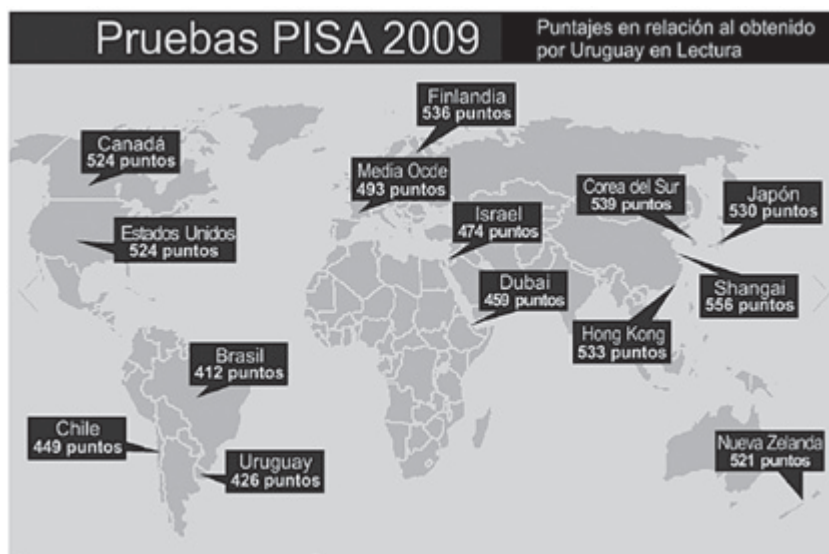 Pruebas PISA 2009
Puntajes en relación al obtenido
por Uruguay en Lectura
Finlandia
536 puntos
Canadá
524 puntos
Media Ocde
493 puntos
Corea del Sur
539 puntos
Japón
530 puntos
Israel
474 puntos
Estados Unidos
524 puntos
Dubai
459 puntos
Shangai
556 puntos
Hong Kong
533 puntos
Brasil
412 puntos
Chile
449 puntos
Uruguay
426 puntos
Nueva Zelanda
521 puntos